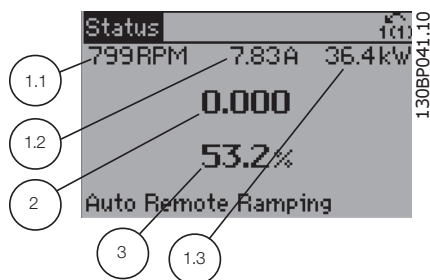 Status
1(1)
799RPM 7.83A 36.4kW
0.000
53.2%
Auto Remote Ramping
1.1
1.2
2
3
1.3
130BP041.10